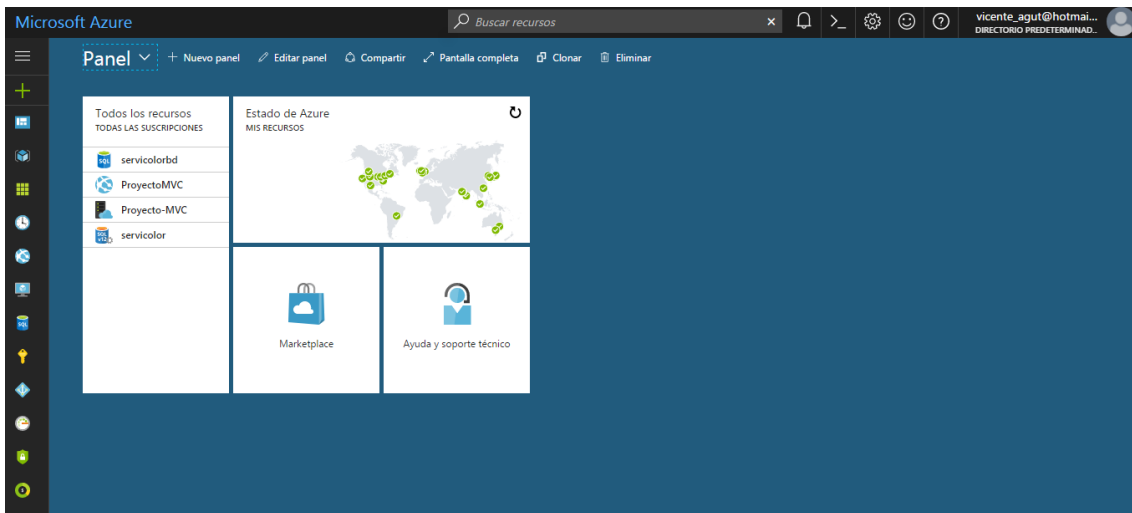 Microsoft Azure
Buscar recursos
vicente_agut@hotmai...
DIRECTORIO PREDETERMINAD..
Panel
Nuevo panel
Editar panel
Compartir
Pantalla completa
Clonar
Eliminar
Todos los recursos
TODAS LAS SUSCRIPCIONES
servicolorbd
ProyectoMVC
Proyecto-MVC
servicolor
Estado de Azure
MIS RECURSOS
Marketplace
Ayuda y soporte técnico